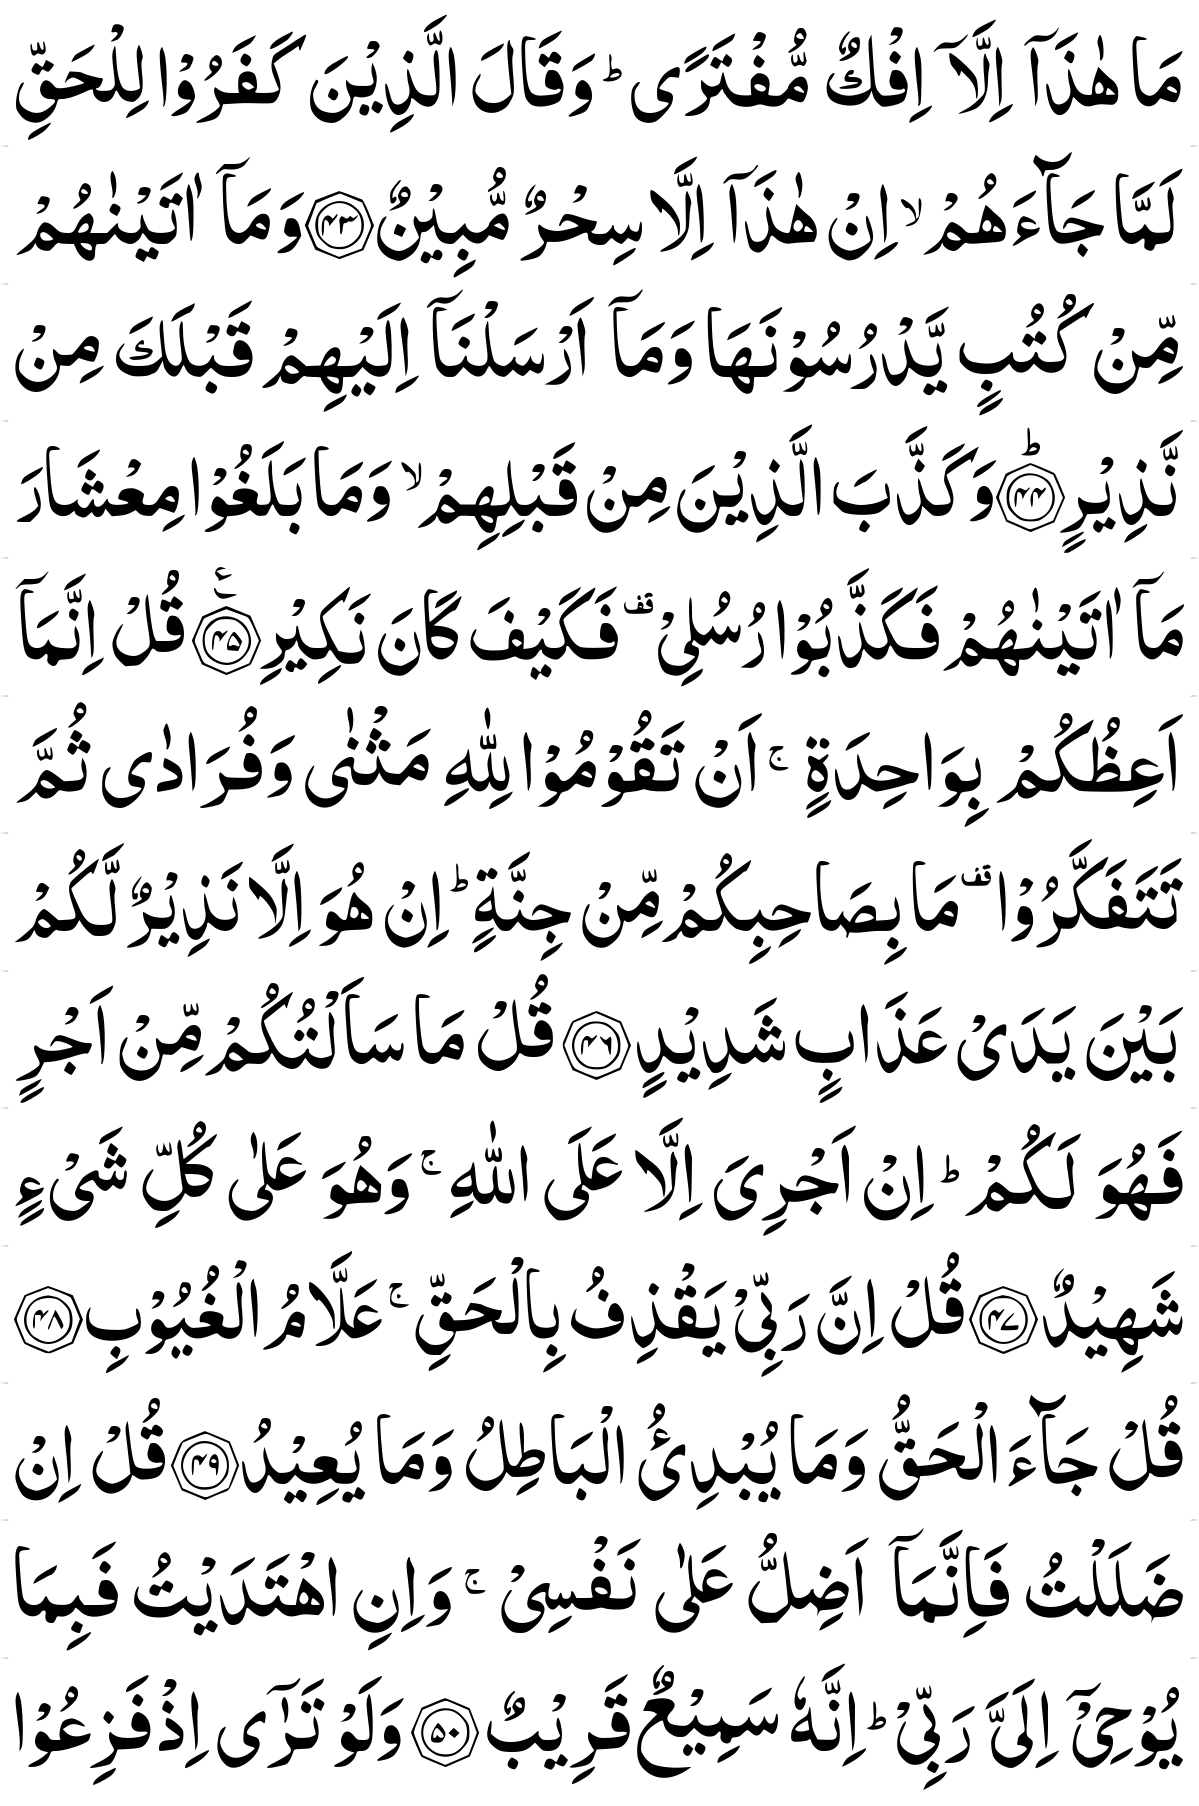 مَا هٰذَاۤ اِلَّاۤ اِفْكٌ مُّفْتَرًی ؕ وَقَالَ الَّذِیْنَ كَفَرُوْا لِلْحَقِّ
لَمَّا جَآءَهُمْ ۙ اِنْ هٰذَاۤ اِلَّا سِحْرٌ مُّبِیْنٌ ﴿۴۳﴾ وَمَاۤ اٰتَیْنٰهُمْ
مِّنْ كُتُبٍ یَّدْرُسُوْنَهَا وَمَاۤ اَرْسَلْنَاۤ اِلَیْهِمْ قَبْلَكَ مِنْ
نَّذِیْرٍ ﴿ؕ۴۴﴾ وَكَذَّبَ الَّذِیْنَ مِنْ قَبْلِهِمْ ۙ وَمَا بَلَغُوْا مِعْشَارَ
مَاۤ اٰتَیْنٰهُمْ فَكَذَّبُوْا رُسُلِیْ ۫ فَكَیْفَ كَانَ نَكِیْرِ ﴿۴۵﴾ قُلْ اِنَّمَاۤ
اَعِظُكُمْ بِوَاحِدَةٍ ۚ اَنْ تَقُوْمُوْا لِلّٰهِ مَثْنٰی وَفُرَادٰی ثُمَّ
تَتَفَكَّرُوْا ۫ مَا بِصَاحِبِكُمْ مِّنْ جِنَّةٍ ؕ اِنْ هُوَ اِلَّا نَذِیْرٌ لَّكُمْ
بَیْنَ یَدَیْ عَذَابٍ شَدِیْدٍ ﴿۴۶﴾ قُلْ مَا سَاَلْتُكُمْ مِّنْ اَجْرٍ
فَهُوَ لَكُمْ ؕ اِنْ اَجْرِیَ اِلَّا عَلَی اللّٰهِ ۚ وَهُوَ عَلٰی كُلِّ شَیْءٍ
شَهِیْدٌ ﴿۴۷﴾ قُلْ اِنَّ رَبِّیْ یَقْذِفُ بِالْحَقِّ ۚ عَلَّامُ الْغُیُوْبِ ﴿۴۸﴾
قُلْ جَآءَ الْحَقُّ وَمَا یُبْدِئُ الْبَاطِلُ وَمَا یُعِیْدُ ﴿۴۹﴾ قُلْ اِنْ
ضَلَلْتُ فَاِنَّمَاۤ اَضِلُّ عَلٰی نَفْسِیْ ۚ وَاِنِ اهْتَدَیْتُ فَبِمَا
یُوْحِیْۤ اِلَیَّ رَبِّیْ ؕ اِنَّهٗ سَمِیْعٌ قَرِیْبٌ ﴿۵۰﴾ وَلَوْ تَرٰۤی اِذْ فَزِعُوْا